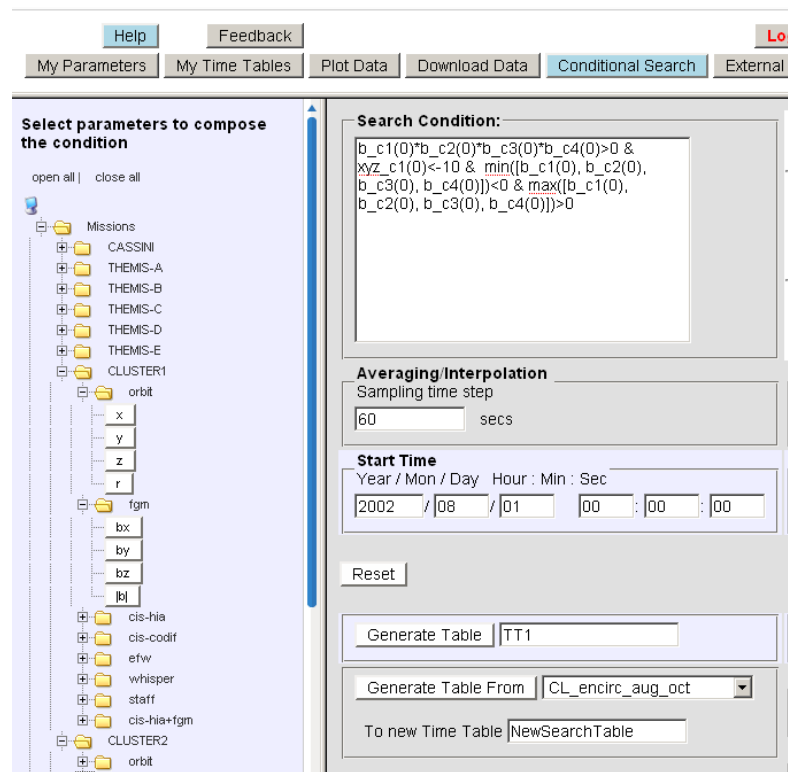 Help
Feedback
Lo
My Parameters
My Time Tables
Plot Data
Download Data
Conditional Search
External
Select parameters to compose
the condition
open all | close all
Missions
CASSINI
THEMIS-A
THEMIS-B
THEMIS-C
THEMIS-D
THEMIS-E
CLUSTER1
orbit
x
y
z
r
fgm
bx
by
bz
|b|
cis-hia
cis-codif
efw
whisper
staff
cis-hia+fgm
CLUSTER2
orbit
Search Condition:
b_c1(0)*b_c2(0)*b_c3(0)*b_c4(0)>0 &
xyz_c1(0)<-10 & min([b_c1(0), b_c2(0),
b_c3(0), b_c4(0)])<0 & max([b_c1(0),
b_c2(0), b_c3(0), b_c4(0)])>0
Averaging/Interpolation
Sampling time step
60 secs
Start Time
Year / Mon / Day Hour : Min : Sec
2002 / 08 / 01 00 : 00 : 00
Reset
Generate Table TT1
Generate Table From CL_encirc_aug_oct
To new Time Table NewSearchTable